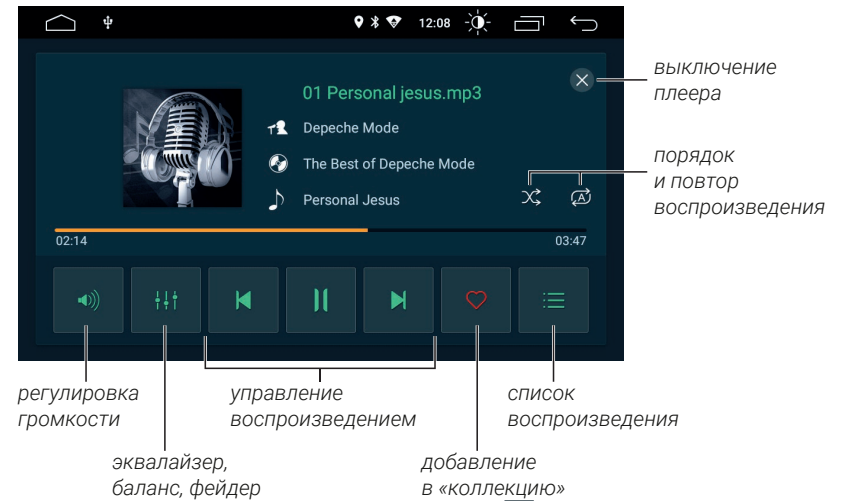 12:08
01 Personal jesus.mp3
Depeche Mode
The Best of Depeche Mode
Personal Jesus
A
02:14
03:47
выключение
плеера
порядок
и повтор
воспроизведения
регулировка
громкости
управление
воспроизведением
список
воспроизведения
эквалайзер,
баланс, фейдер
добавление
в «коллекцию»